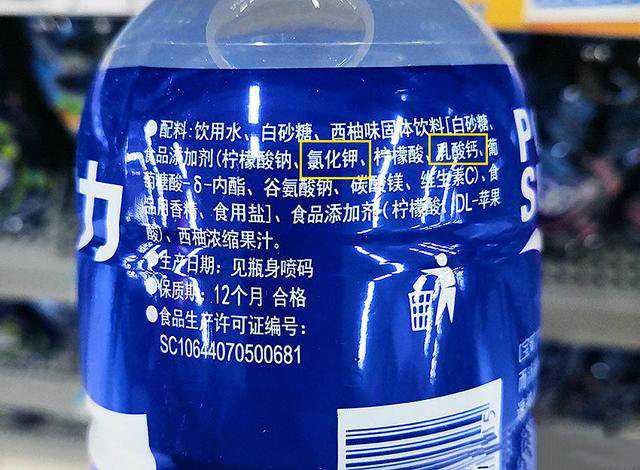 ●配料:饮用水、白砂糖、西柚味固体饮料[白砂糖、
食品添加剂(柠檬酸钠、氯化钾、柠檬酸、乳酸钙、葡
萄糖酸-δ-内酯、谷氨酸钠、碳酸镁、维生素C)、食
品用香精、食用盐]、食品添加剂(柠檬酸、DL-苹果
酸)、西柚浓缩果汁。
●生产日期：见瓶身喷码
●保质期：12个月 合格
●食品生产许可证编号：
SC10644070500681
力